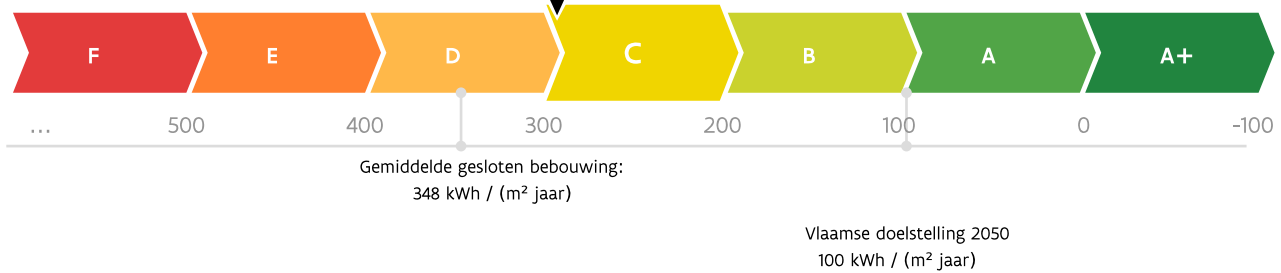 F E D C B A A+
... 500 400 300 200 100 0 -100
Gemiddelde gesloten bebouwing:
348 kWh / (m² jaar)
Vlaamse doelstelling 2050
100 kWh / (m² jaar)